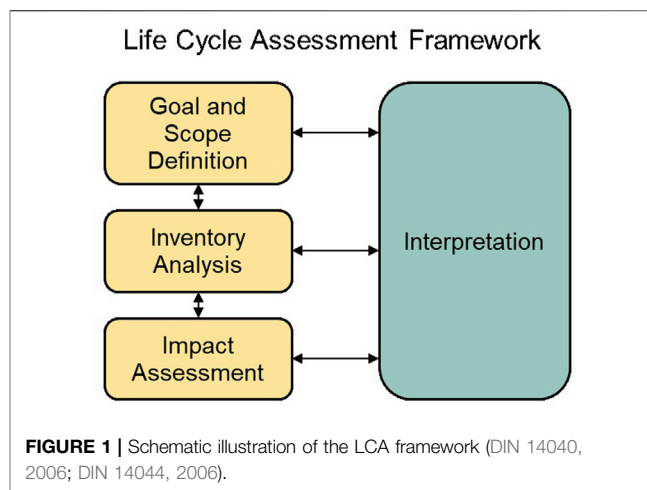 Life Cycle Assessment Framework
Goal and
Scope
Definition
Inventory
Analysis
Impact
Assessment
Interpretation
FIGURE 1 | Schematic illustration of the LCA framework (DIN 14040,
2006; DIN 14044, 2006).